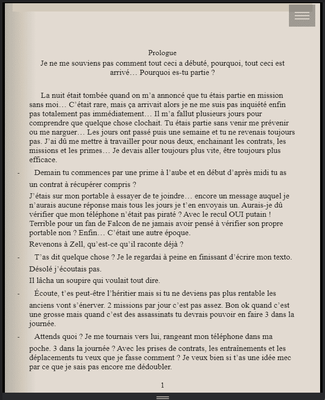 Prologue
Je ne me souviens pas comment tout ceci a débuté, pourquoi, tout ceci est
arrivé… Pourquoi es-tu partie ?
La nuit était tombée quand on m'a annoncé que tu étais partie en mission
sans moi… C'était rare, mais ça arrivait alors je ne me suis pas inquiété enfin
pas totalement pas immédiatement… Il m'a fallut plusieurs jours pour
comprendre que quelque chose clochait. Tu étais partie sans venir me prévenir
ou me narguer… Les jours ont passé puis une semaine et tu ne revenais toujours
pas. J'ai dû me mettre à travailler pour nous deux, enchainant les contrats, les
missions et les primes… Je devais aller toujours plus vite, être toujours plus
efficace.
- Demain tu commences par une prime à l'aube et en début d'après midi tu as
un contrat à récupérer compris ?
J'étais sur mon portable à essayer de te joindre… encore un message auquel je
n'aurais aucune réponse mais tous les jours je t'en envoyais un. Aurais-je dû
vérifier que mon téléphone n'était pas piraté ? Avec le recul OUI putain !
Terrible pour un fin de Falcon de ne jamais avoir pensé à vérifier son propre
portable non ? Enfin… C'était une autre époque.
Revenons à Zell, qu'est-ce qu'il raconte déjà ?
- T'as dit quelque chose ? Je le regardai à peine en finissant d'écrire mon texto.
Désolé j'écoutais pas.
Il lâcha un soupire qui voulait tout dire.
- Écoute, t'es peut-être l'héritier mais si tu ne deviens pas plus rentable les
anciens vont s'énerver. 2 missions par jour c'est pas assez. Bon ok quand c'est
une grosse mais quand c'est des assassinats tu devrais pouvoir en faire 3 dans la
journée.
- Attends quoi ? Je me tournais vers lui, rangeant mon téléphone dans ma
poche. 3 dans la journée ? Avec les prises de contrats, les entraînements et les
déplacements tu veux que je fasse comment ? Je veux bien si t'as une idée mec
par ce que je sais pas encore me dédoubler.
1